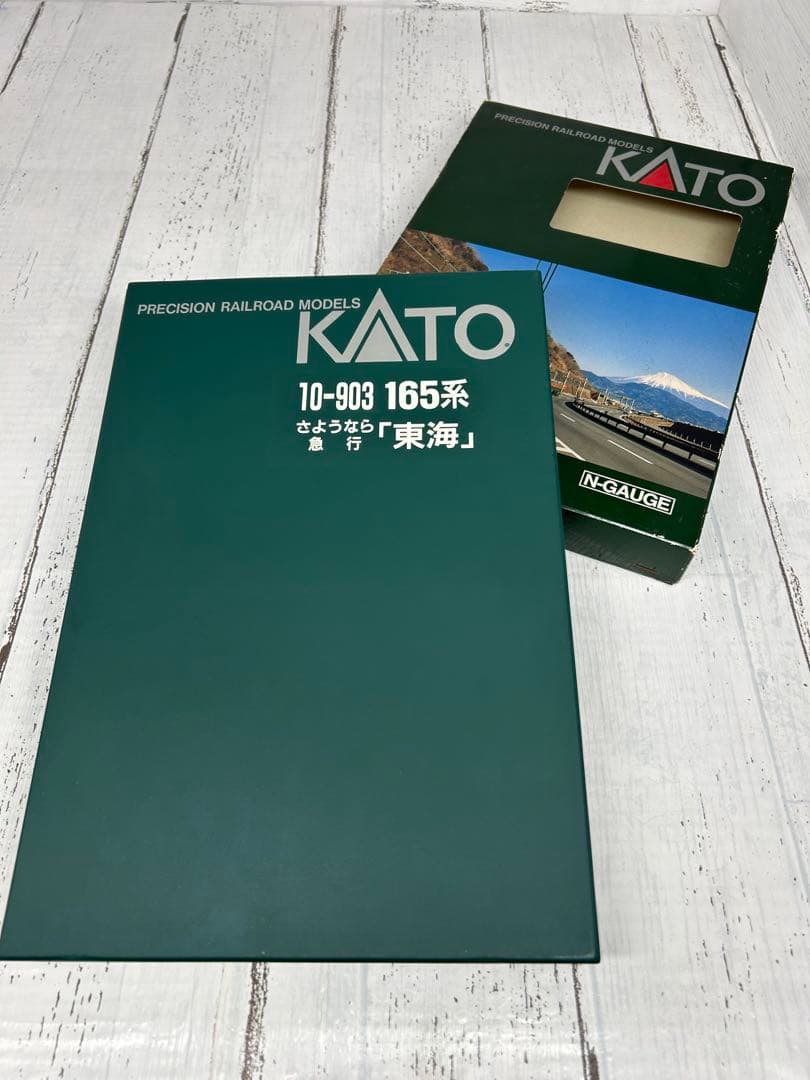 PRECISION RAILROAD MODELS
KATO
10-903 165系
さようなら
急行「東海」
PRECISION RAILROAD MODELS
KATO
N-GAUGE